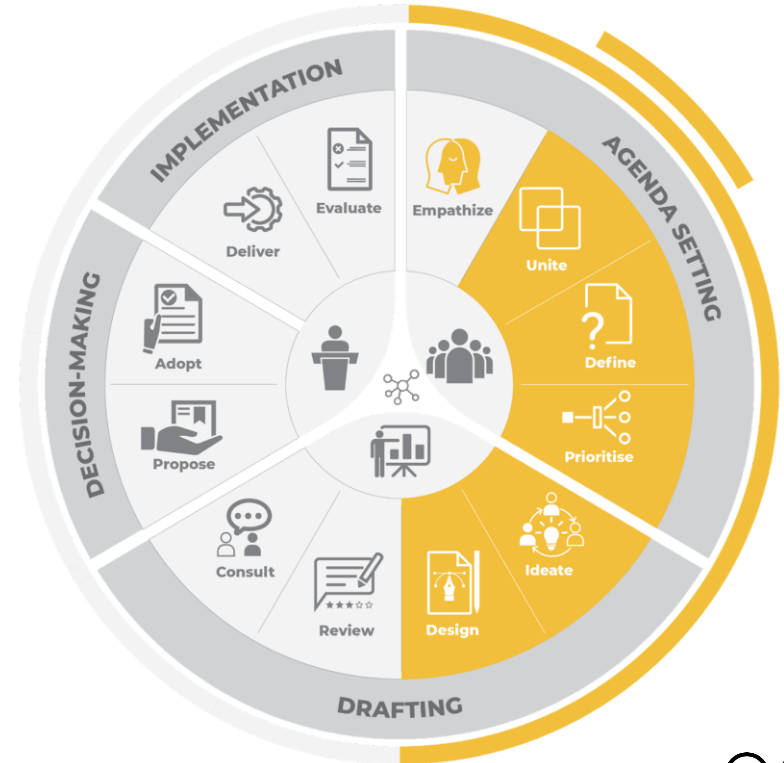 IMPLEMENTATION
AGENDA SETTING
Evaluate
Empathize
Deliver
Unite
DECISION-MAKING
Adopt
Define
Propose
Prioritise
Consult
Ideate
Review
Design
DRAFTING